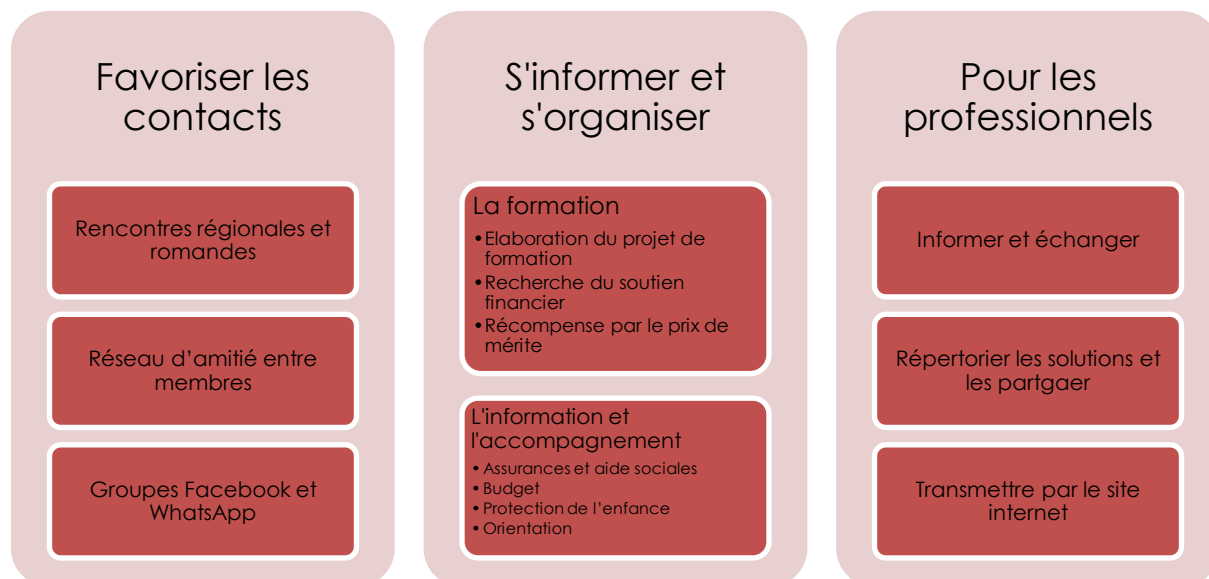 Favoriser les
contacts
Rencontres régionales et
romandes
Réseau d’amitié entre
membres
Groupes Facebook et
WhatsApp
S'informer et
s'organiser
La formation
•Elaboration du projet de
formation
•Recherche du soutien
financier
•Récompense par le prix de
mérite
L'information et
l'accompagnement
• Assurances et aide sociales
• Budget
• Protection de l’enfance
• Orientation
Pour les
professionnels
Informer et échanger
Répertorier les solutions et
les partgaer
Transmettre par le site
internet